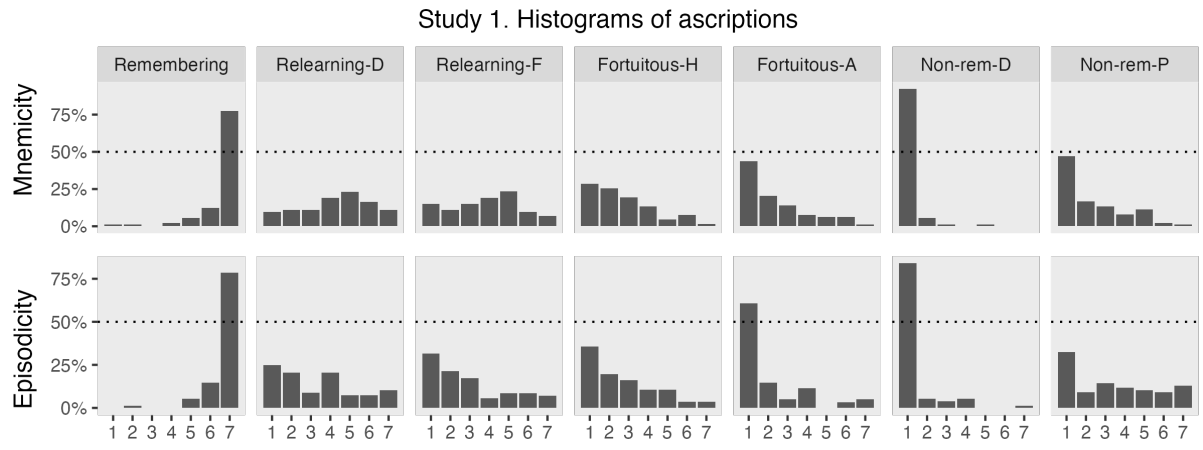 Study 1. Histograms of ascriptions
Remembering Relearning-D Relearning-F Fortuitous-H Fortuitous-A Non-rem-D Non-rem-P
Mnemicity
75%
50%
25%
0%
Episodicity
75%
50%
25%
0%
1 2 3 4 5 6 7 1 2 3 4 5 6 7 1 2 3 4 5 6 7 1 2 3 4 5 6 7 1 2 3 4 5 6 7 1 2 3 4 5 6 7 1 2 3 4 5 6 7